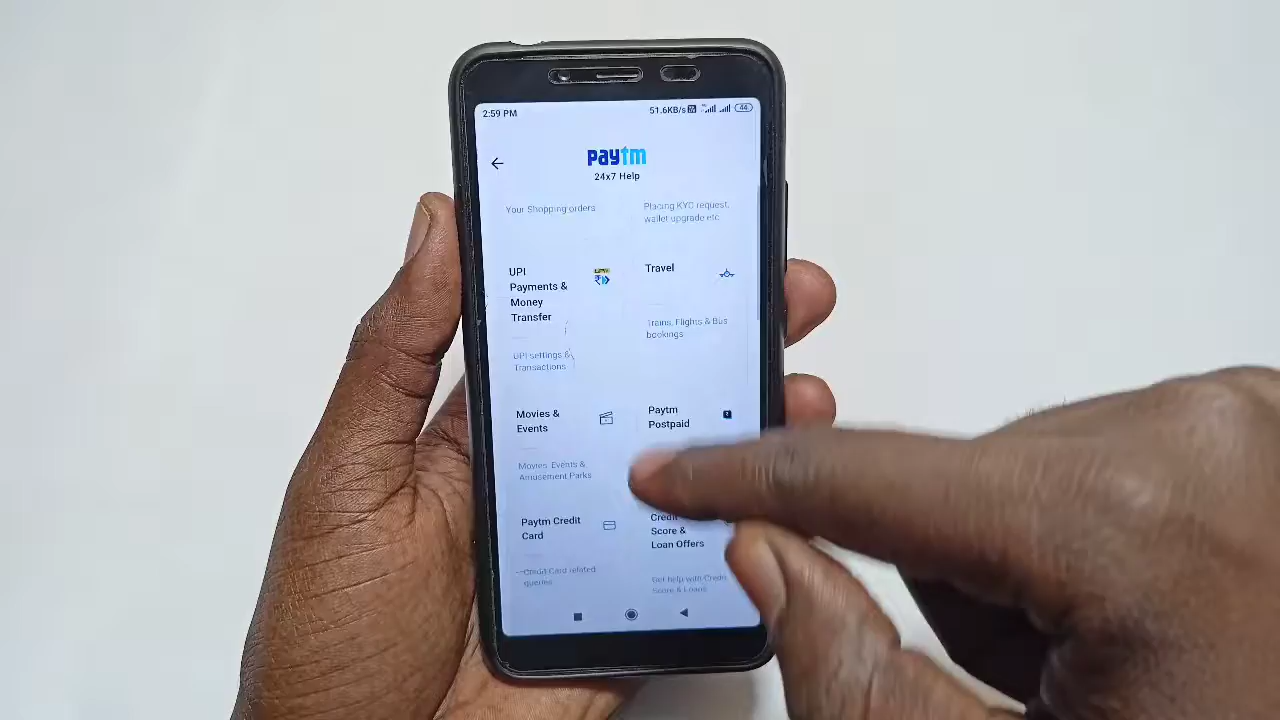 2:59 PM
51.6KB/s
44
paytm
24x7 Help
Your Shopping orders
Placing KYC request,
wallet upgrade etc
UPI
Payments &
Money
Transfer
UPI settings &
Transactions
Travel
Trains, Flights & Bus
bookings
Movies &
Events
Movies, Events &
Amusement Parks
Paytm
Postpaid
Paytm Credit
Card
Credit Card related
queries
Credit
Score &
Loan Offers
Get help with Credit
Score & Loans